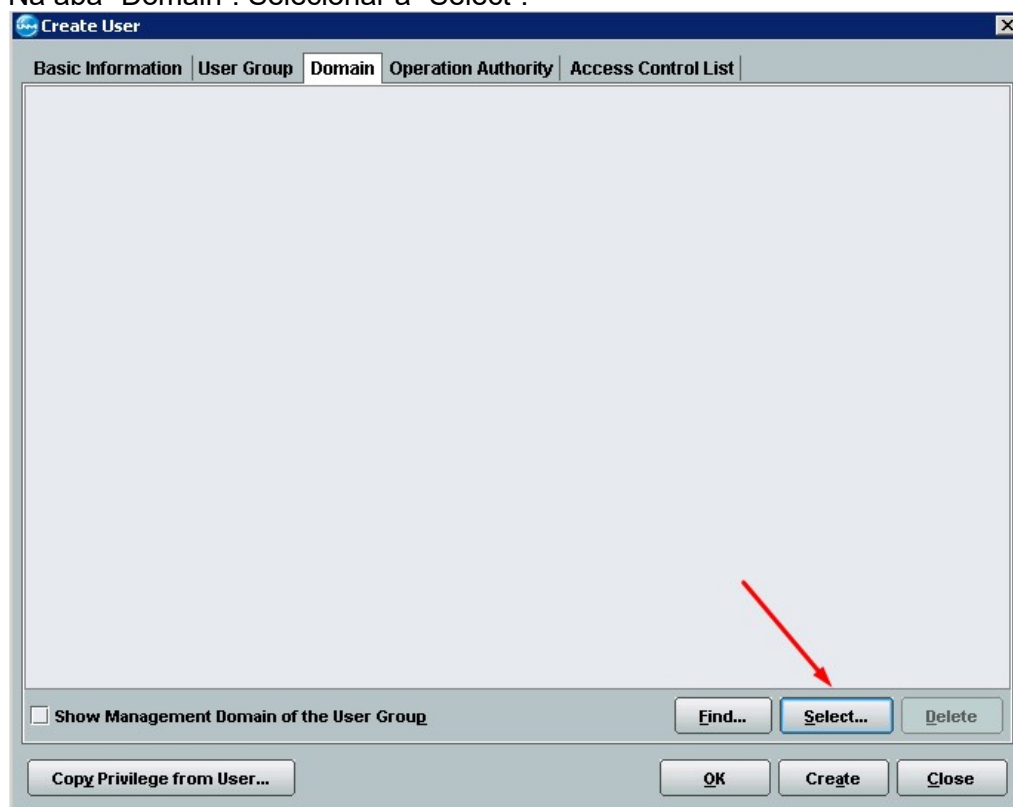 Na aba "Domain". Selecionar a "Select".
Create User
Basic Information User Group Domain Operation Authority Access Control List
Show Management Domain of the User Group Find... Select... Delete
Copy Privilege from User... OK Create Close